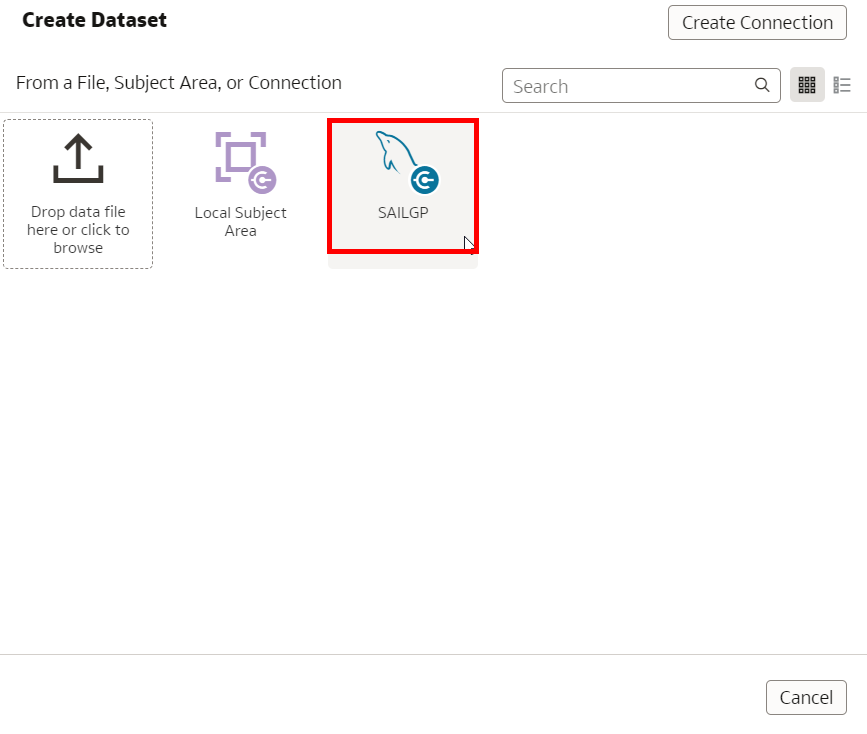 Create Dataset
Create Connection
From a File, Subject Area, or Connection
Search
Drop data file
here or click to
browse
Local Subject
Area
SAILGP
Cancel